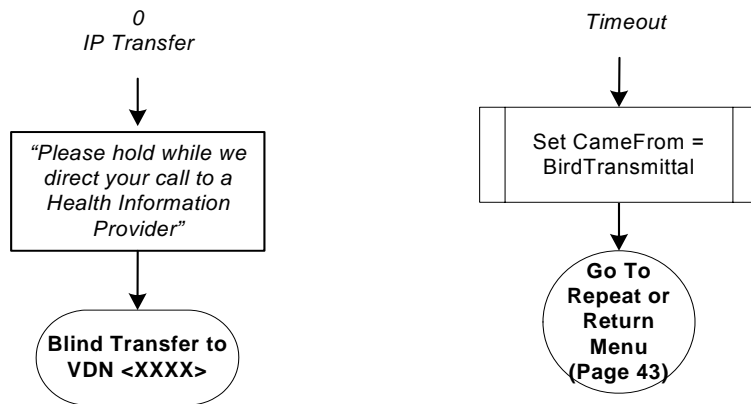 0
IP Transfer
“Please hold while we
direct your call to a
Health Information
Provider”
Blind Transfer to
VDN <XXXX>
Timeout
Set CameFrom =
BirdTransmittal
Go To
Repeat or
Return
Menu
(Page 43)